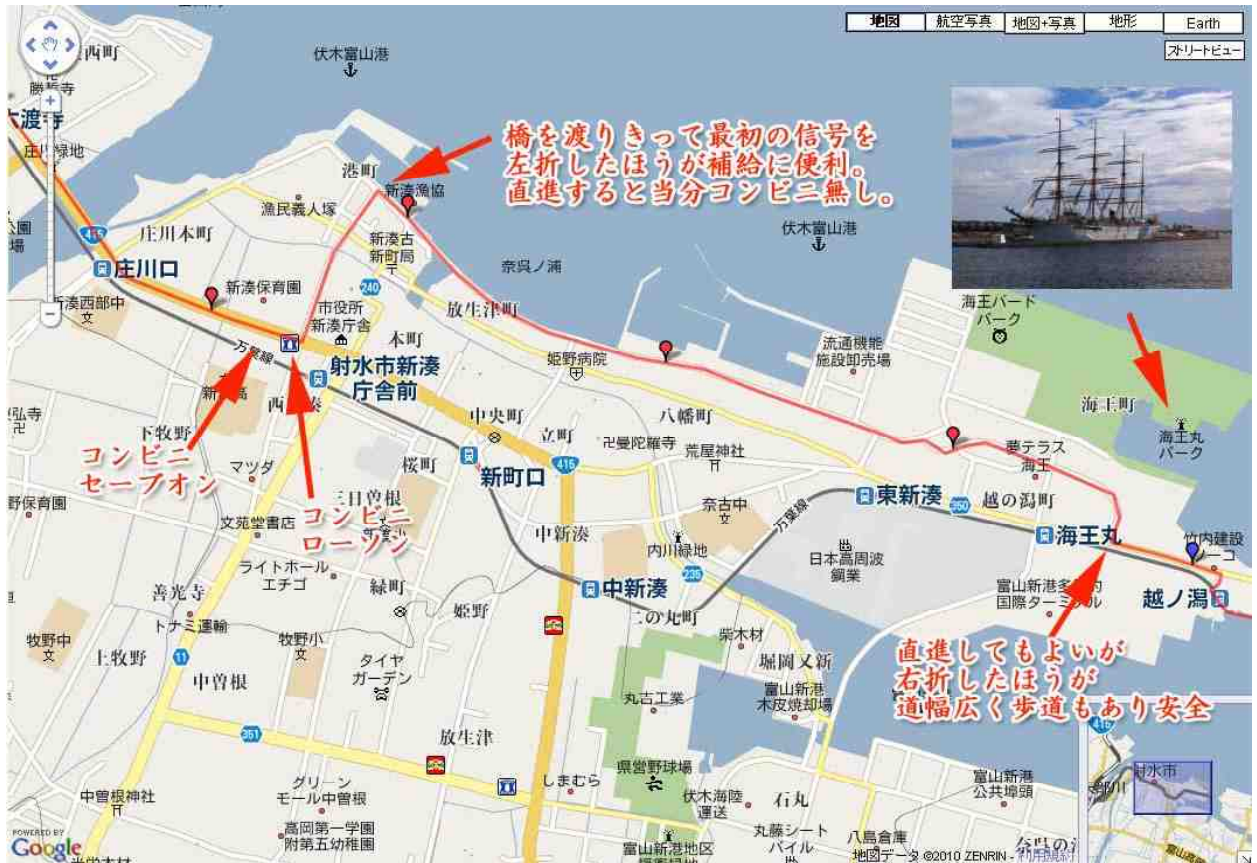 地図
航空写真
地図+写真
地形
Earth
ストリートビュー
伏木富山港
西町
六渡寺
庄川緑地
港町
新湊漁協
橋を渡りきって最初の信号を
左折したほうが補給に便利。
直進すると当分コンビニ無し。
漁民義人塚
庄川本町
415
新湊古
新町局
奈呉ノ浦
伏木富山港
庄川口
新湊保育園
240
放生津町
海王バード
パーク
新湊西部中
市役所
新湊庁舎
本町
流通機能
施設卸売場
万葉線
姫野病院
射水市新湊
庁舎前
八幡町
海王町
海王丸
パーク
中央町
立町
卍曼陀羅寺
荒屋神社
夢テラス
海王
下牧野
コンビニ
セーブオン
マツダ
桜町
新町口
415
奈古中
東新湊
350
越の潟町
野保育園
三日曽根
コンビニ
ローソン
文苑堂書店
中新湊
内川緑地
万葉線
日本高周波
鋼業
海王丸
竹内建設
ライトホール
エチゴ
緑町
235
中新湊
富山新港多目的
国際ターミナル
越ノ潟
善光寺
トナミ運輸
姫野
二の丸町
牧野中
牧野小
柴木材
上牧野
11
タイヤ
ガーデン
堀岡又新
直進してもよいが
右折したほうが
道幅広く歩道もあり安全
中曽根
丸古工業
富山新港
木皮焼却場
351
放生津
415
県営野球場
射水市
グリーン
モール中曽根
しまむら
石丸
富山新港
公共埠頭
中曽根神社
伏木海陸
運送
高岡第一学園
附第五幼稚園
丸藤シート
パイル
八島倉庫
富山新港地区
POWERED BY
Google
地図データ ©2010 ZENRIN - 利用規約